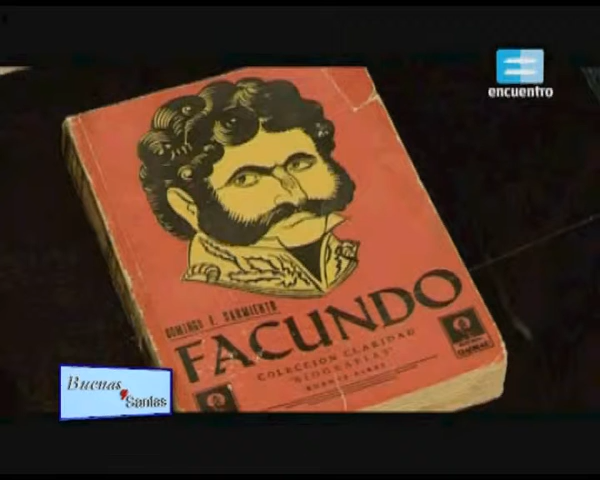 encuentro
DOMINGO F. SARMIENTO
FACUNDO
COLECCION CLARIDAD
"BIOGRAFIAS"
BUENOS AIRES
Buenas
y Santas